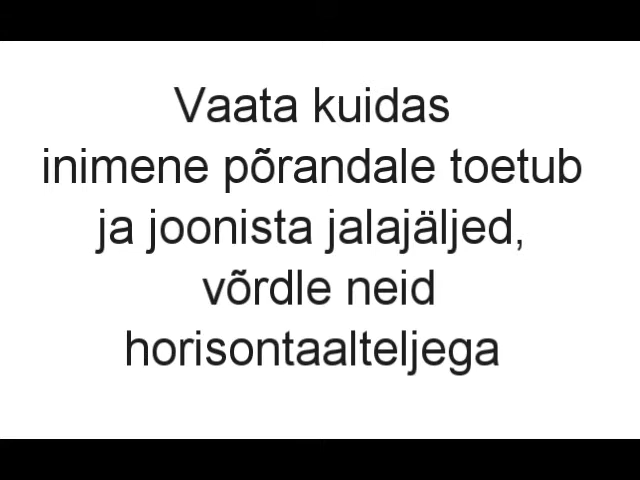 Vaata kuidas
inimene põrandale toetub
ja joonista jalajäljed,
võrdle neid
horisontaalteljega